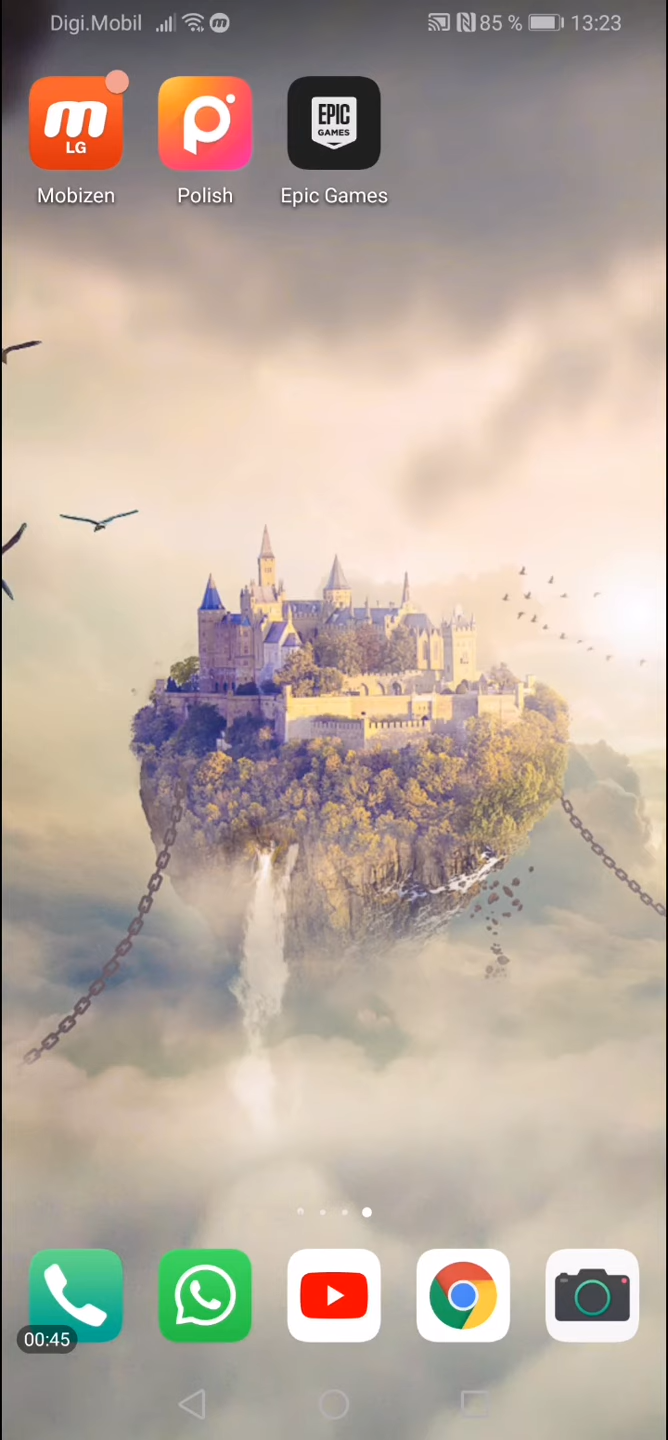 Digi.Mobil
85 %
13:23
m
LG
EPIC
GAMES
Mobizen
Polish
Epic Games
00:45